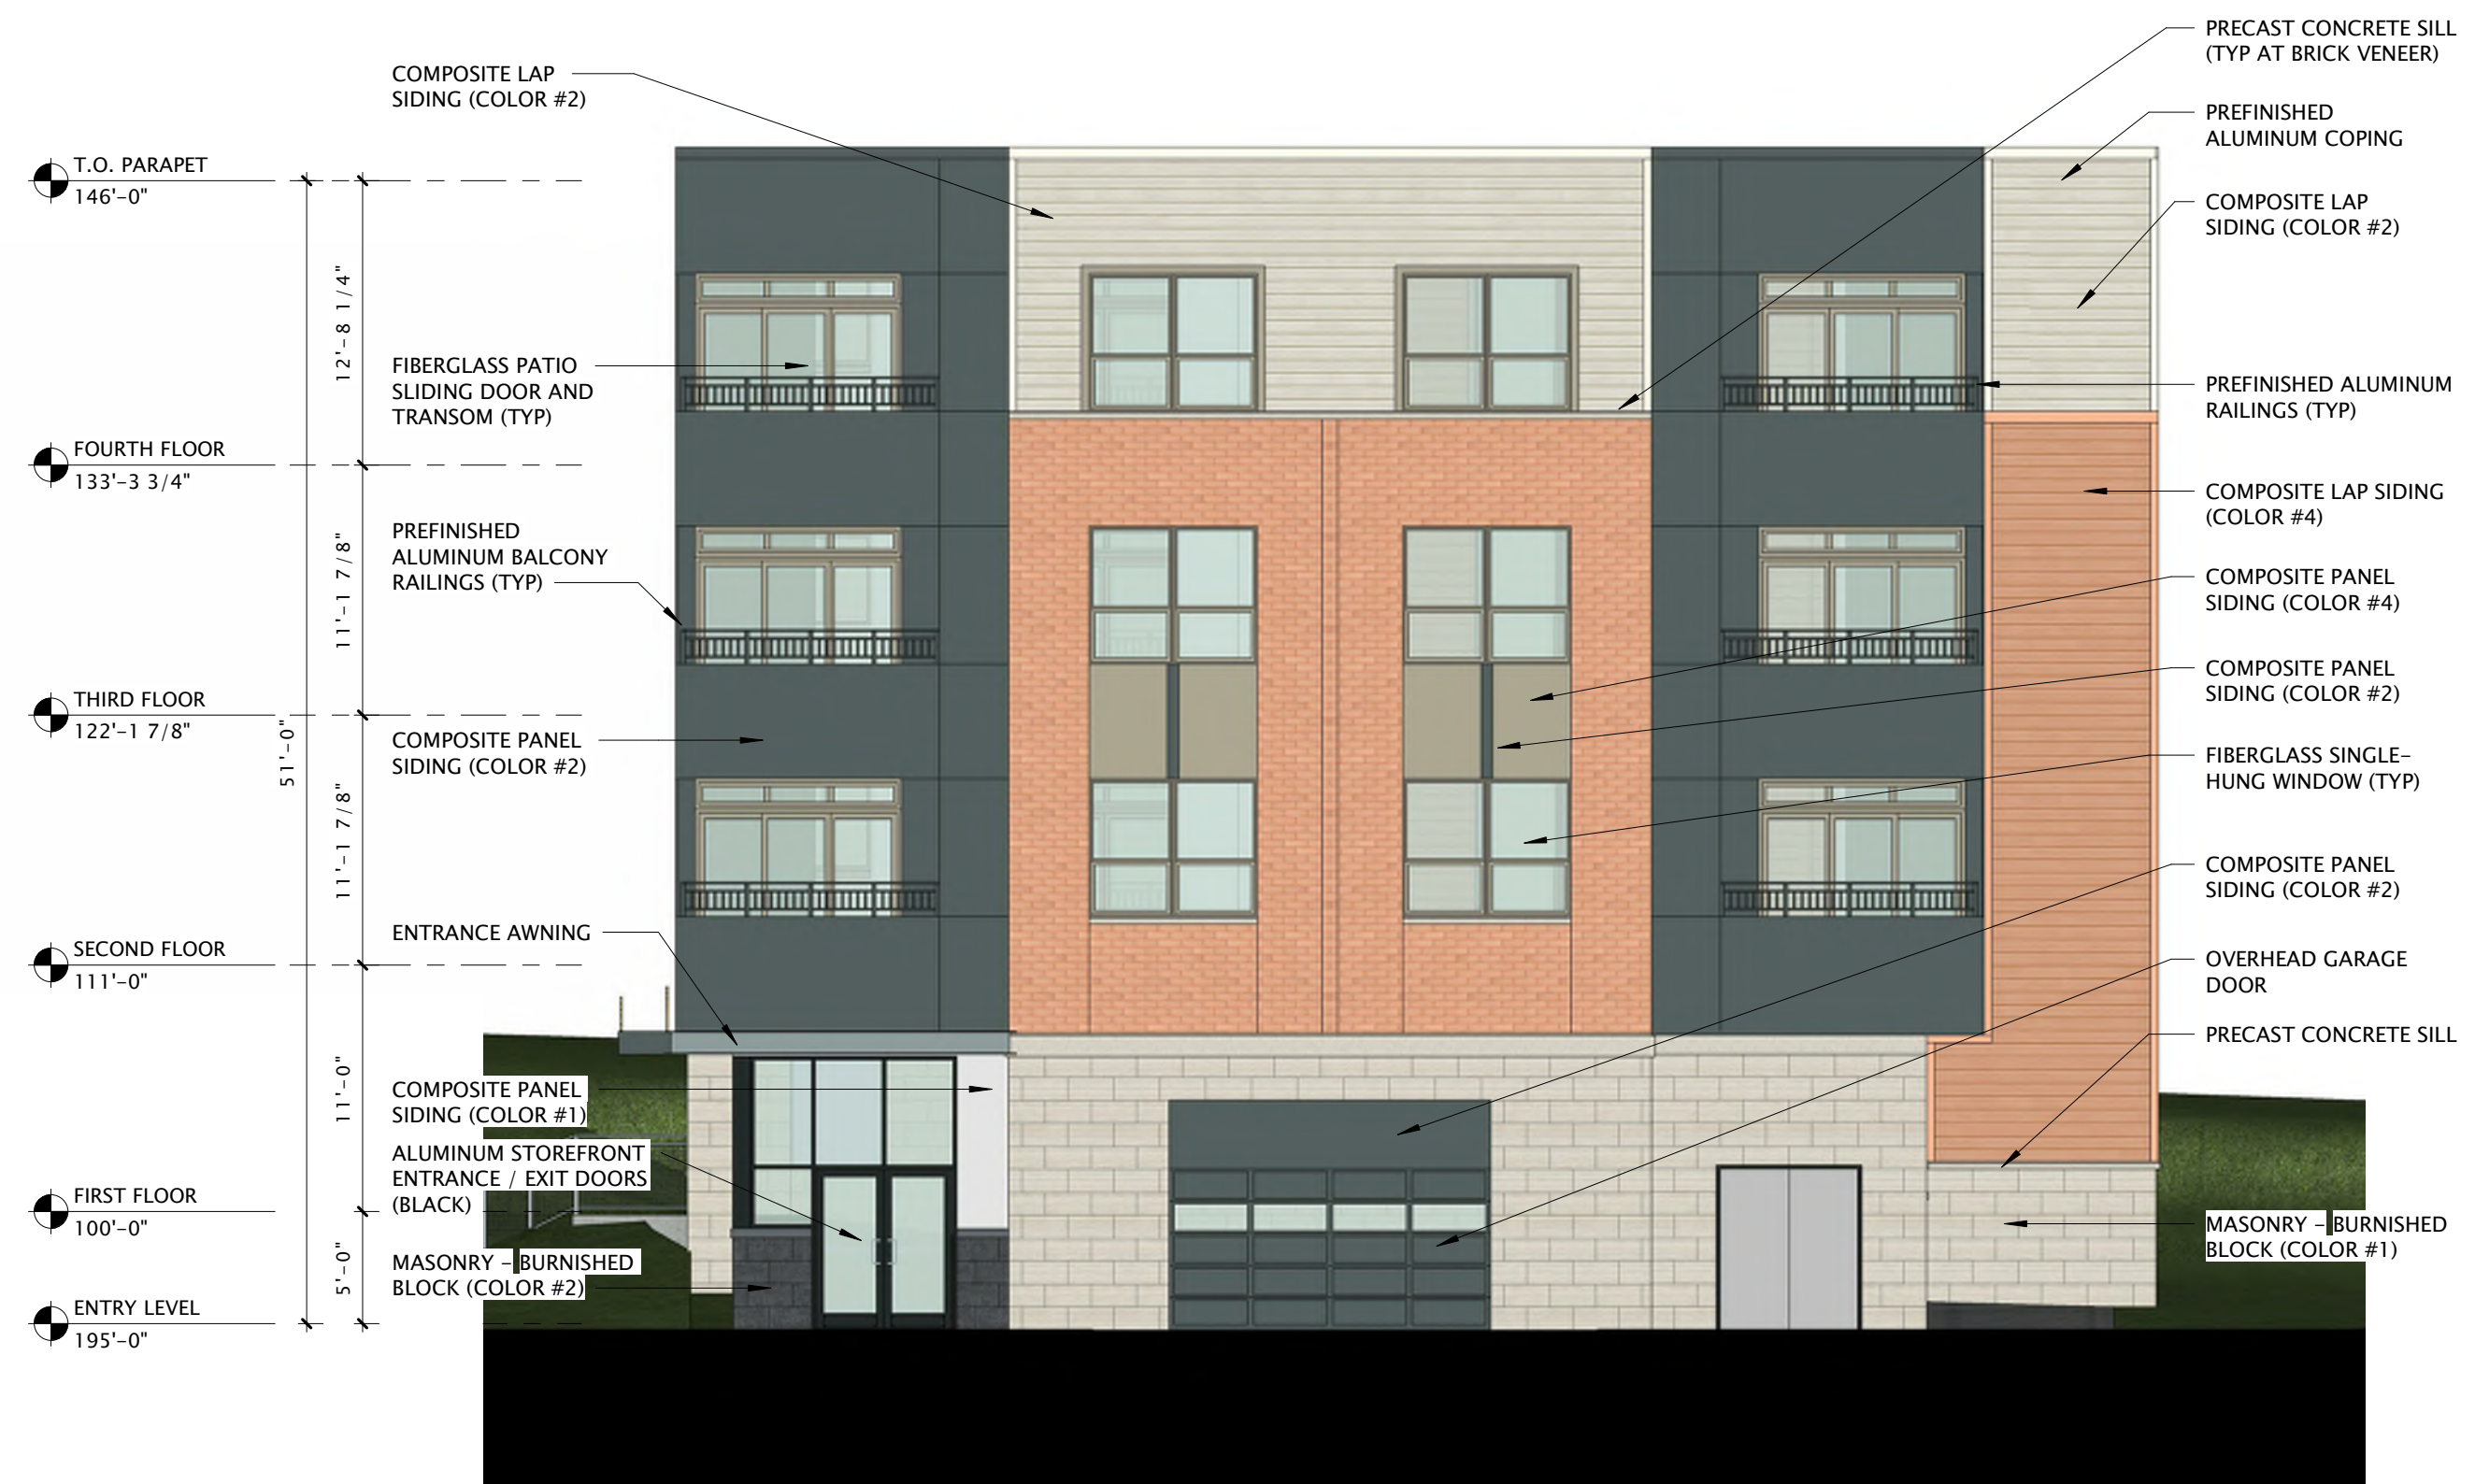 T.O. PARAPET
146'-0"
FOURTH FLOOR
133'-3 3/4"
THIRD FLOOR
122'-1 7/8"
SECOND FLOOR
111'-0"
FIRST FLOOR
100'-0"
ENTRY LEVEL
195'-0"
51'-0"
12'-8 1/4"
11'-1 7/8"
11'-1 7/8"
11'-0"
5'-0"
COMPOSITE LAP
SIDING (COLOR #2)
FIBERGLASS PATIO
SLIDING DOOR AND
TRANSOM (TYP)
PREFINISHED
ALUMINUM BALCONY
RAILINGS (TYP)
COMPOSITE PANEL
SIDING (COLOR #2)
ENTRANCE AWNING
COMPOSITE PANEL
SIDING (COLOR #1)
ALUMINUM STOREFRONT
ENTRANCE / EXIT DOORS
(BLACK)
MASONRY - BURNISHED
BLOCK (COLOR #2)
PRECAST CONCRETE SILL
(TYP AT BRICK VENEER)
PREFINISHED
ALUMINUM COPING
COMPOSITE LAP
SIDING (COLOR #2)
PREFINISHED ALUMINUM
RAILINGS (TYP)
COMPOSITE LAP SIDING
(COLOR #4)
COMPOSITE PANEL
SIDING (COLOR #4)
COMPOSITE PANEL
SIDING (COLOR #2)
FIBERGLASS SINGLE-
HUNG WINDOW (TYP)
COMPOSITE PANEL
SIDING (COLOR #2)
OVERHEAD GARAGE
DOOR
PRECAST CONCRETE SILL
MASONRY - BURNISHED
BLOCK (COLOR #1)